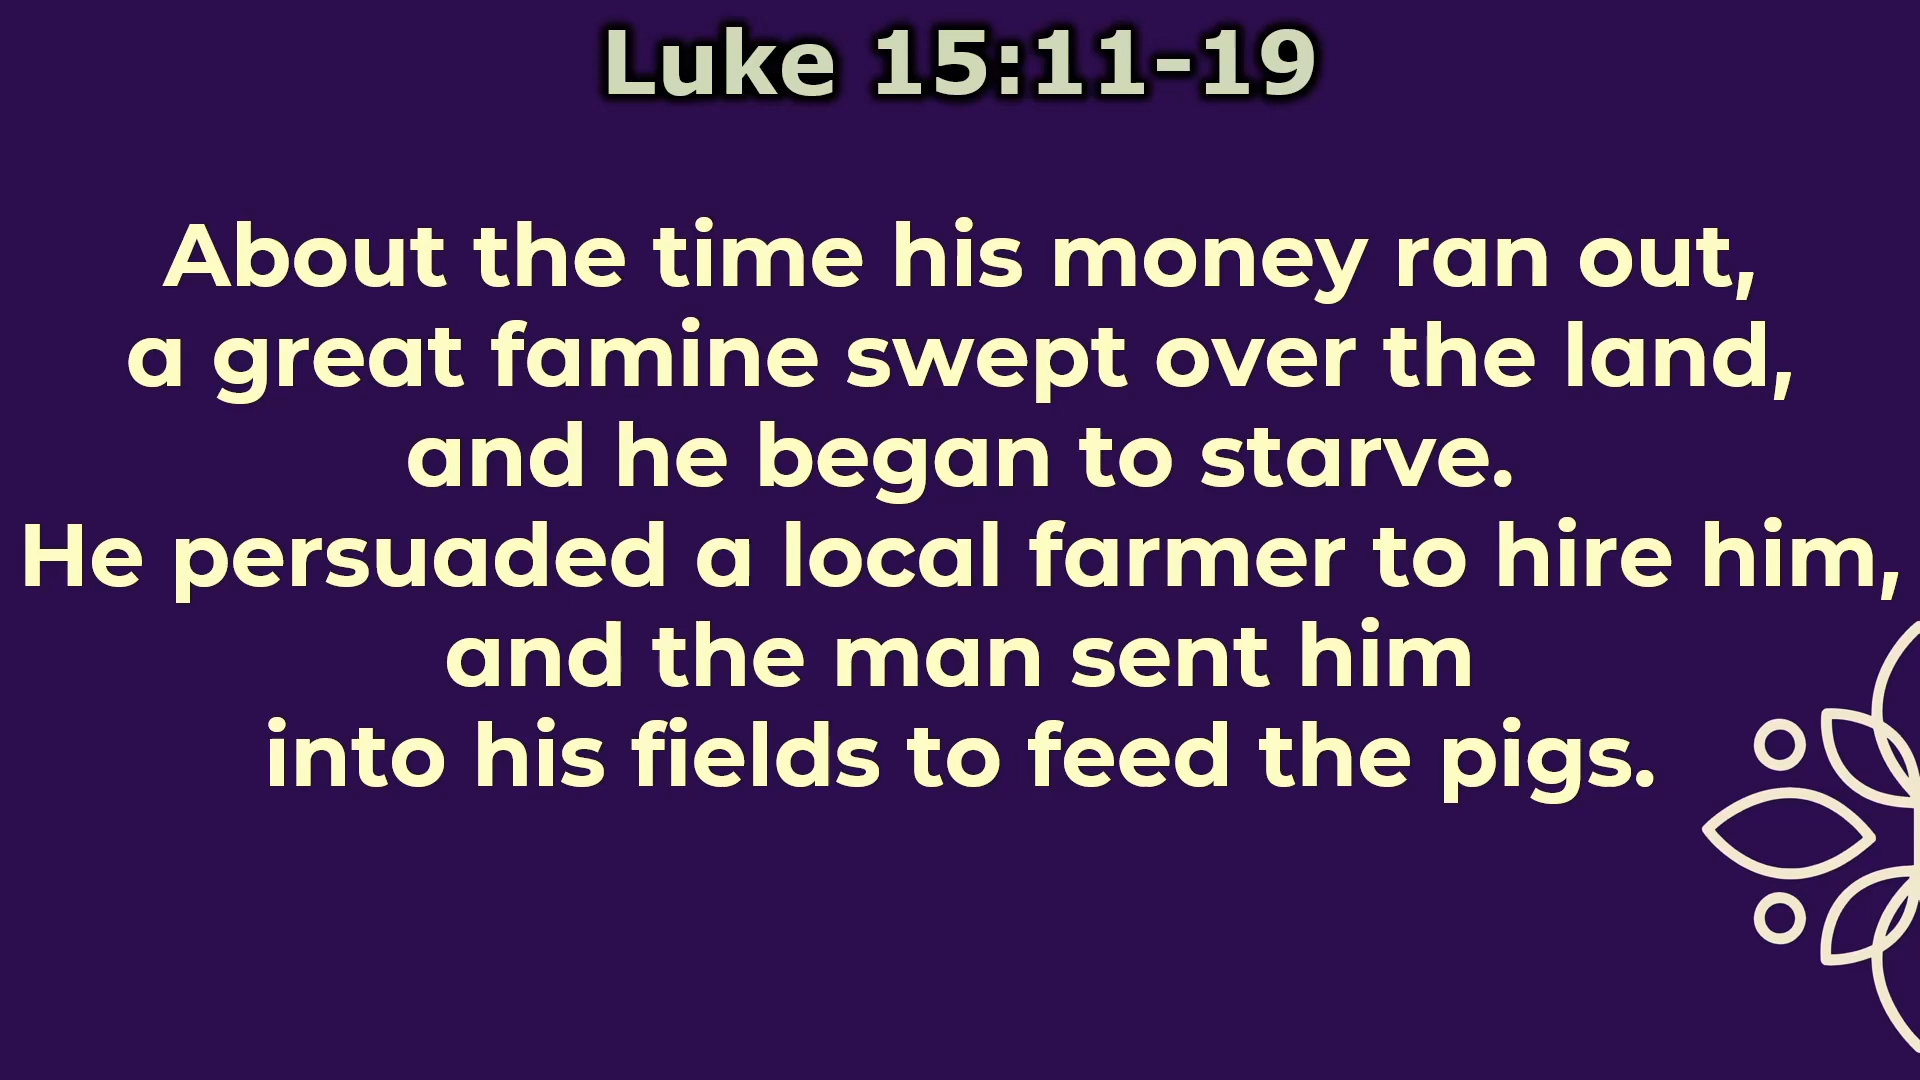 Luke 15:11-19
About the time his money ran out,
a great famine swept over the land,
and he began to starve.
He persuaded a local farmer to hire him,
and the man sent him
into his fields to feed the pigs.